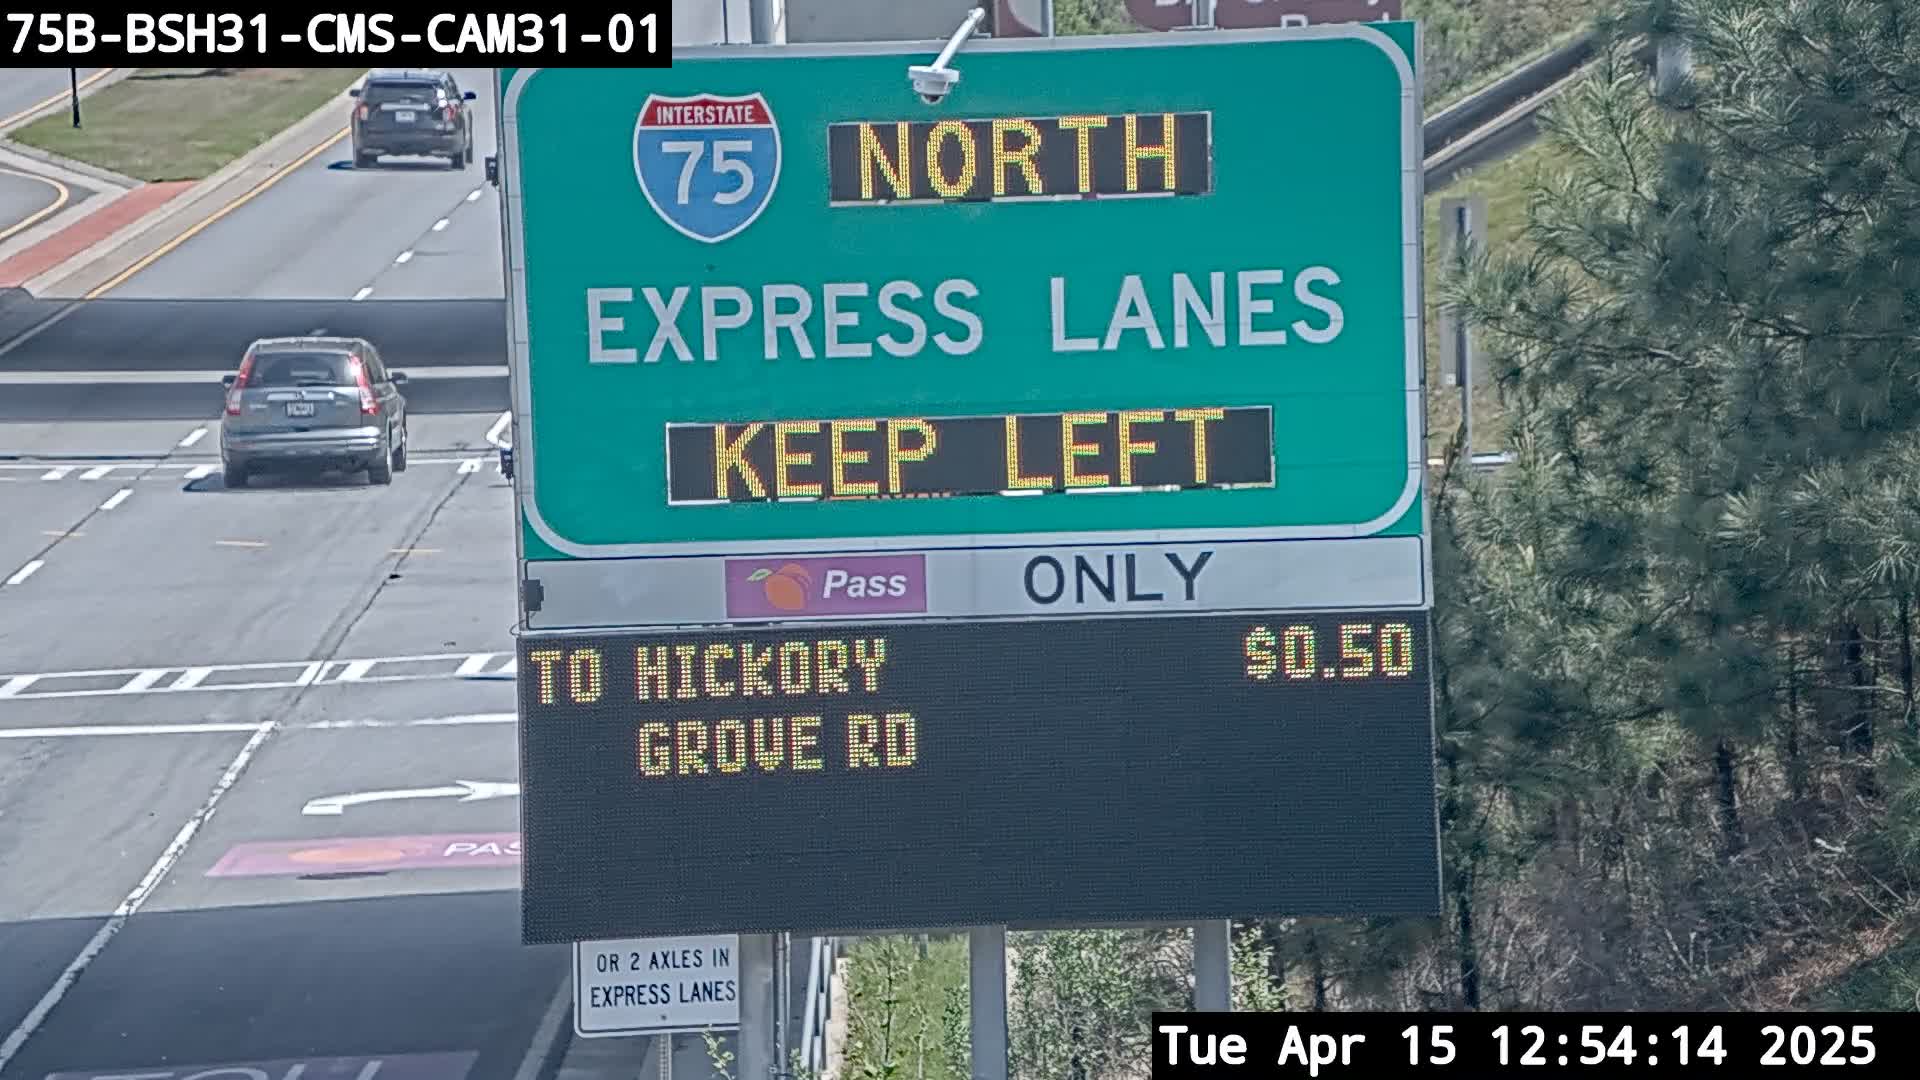 75B-BSH31-CMS-CAM31-01
INTERSTATE
75
NORTH
EXPRESS LANES
KEEP LEFT
Pass ONLY
TO HICKORY $0.50
GROVE RD
OR 2 AXLES IN
EXPRESS LANES
Tue Apr 15 12:54:14 2025